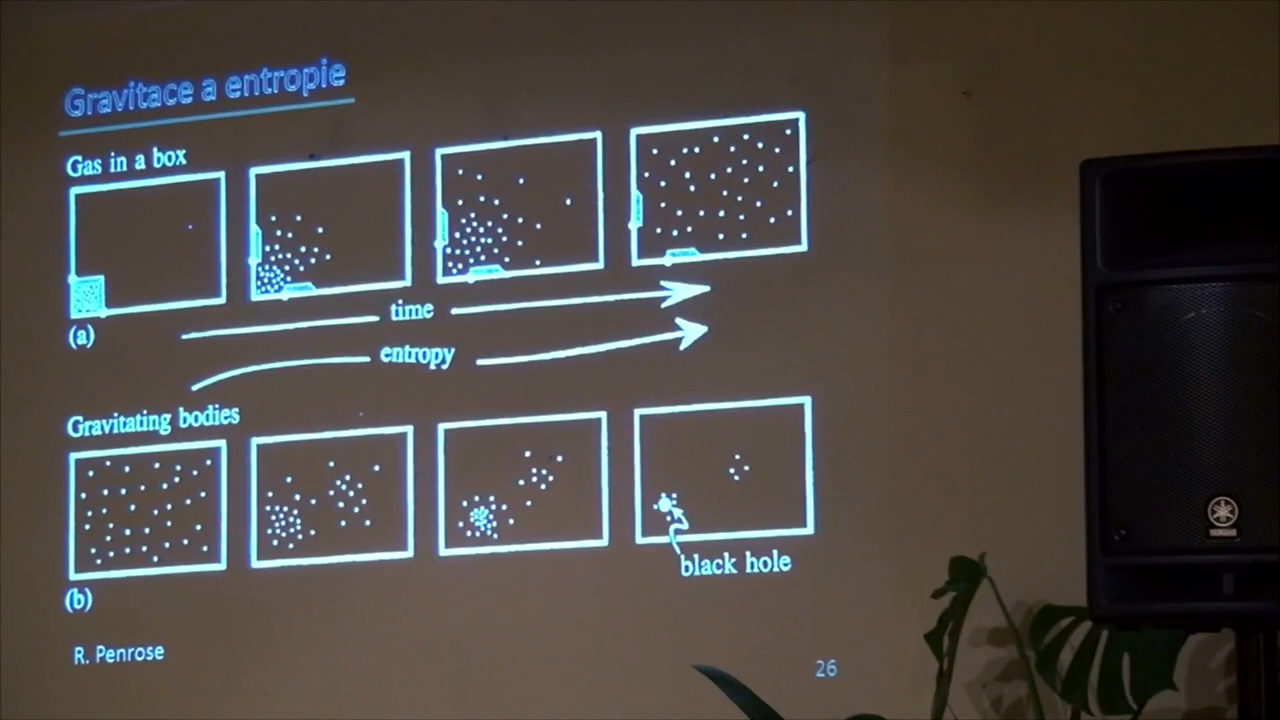 Gravitace a entropie
Gas in a box
(a)
time
entropy
Gravitating bodies
black hole
(b)
R. Penrose
26